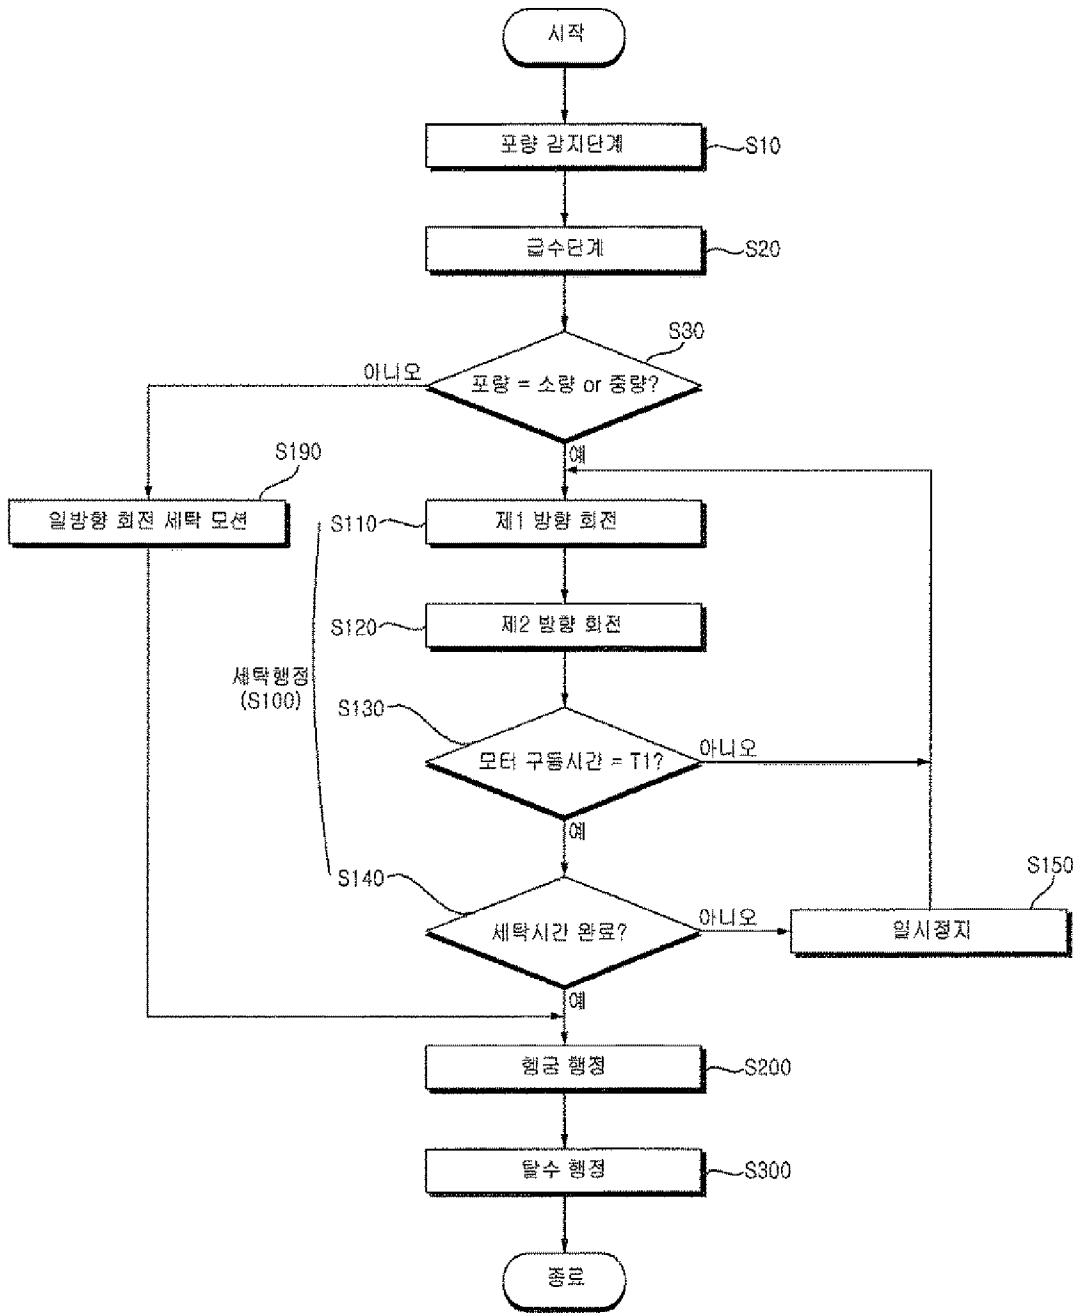 시작
포량 감지단계
S10
급수단계
S20
S30
포량 = 소량 or 중량?
아니오
예
S190
일방향 회전 세탁 모션
S110
제1 방향 회전
S120
제2 방향 회전
세탁행정
(S100)
S130
모터 구동시간 = T1?
아니오
예
S140
세탁시간 완료?
아니오
S150
일시정지
예
헹굼 행정
S200
탈수 행정
S300
종료